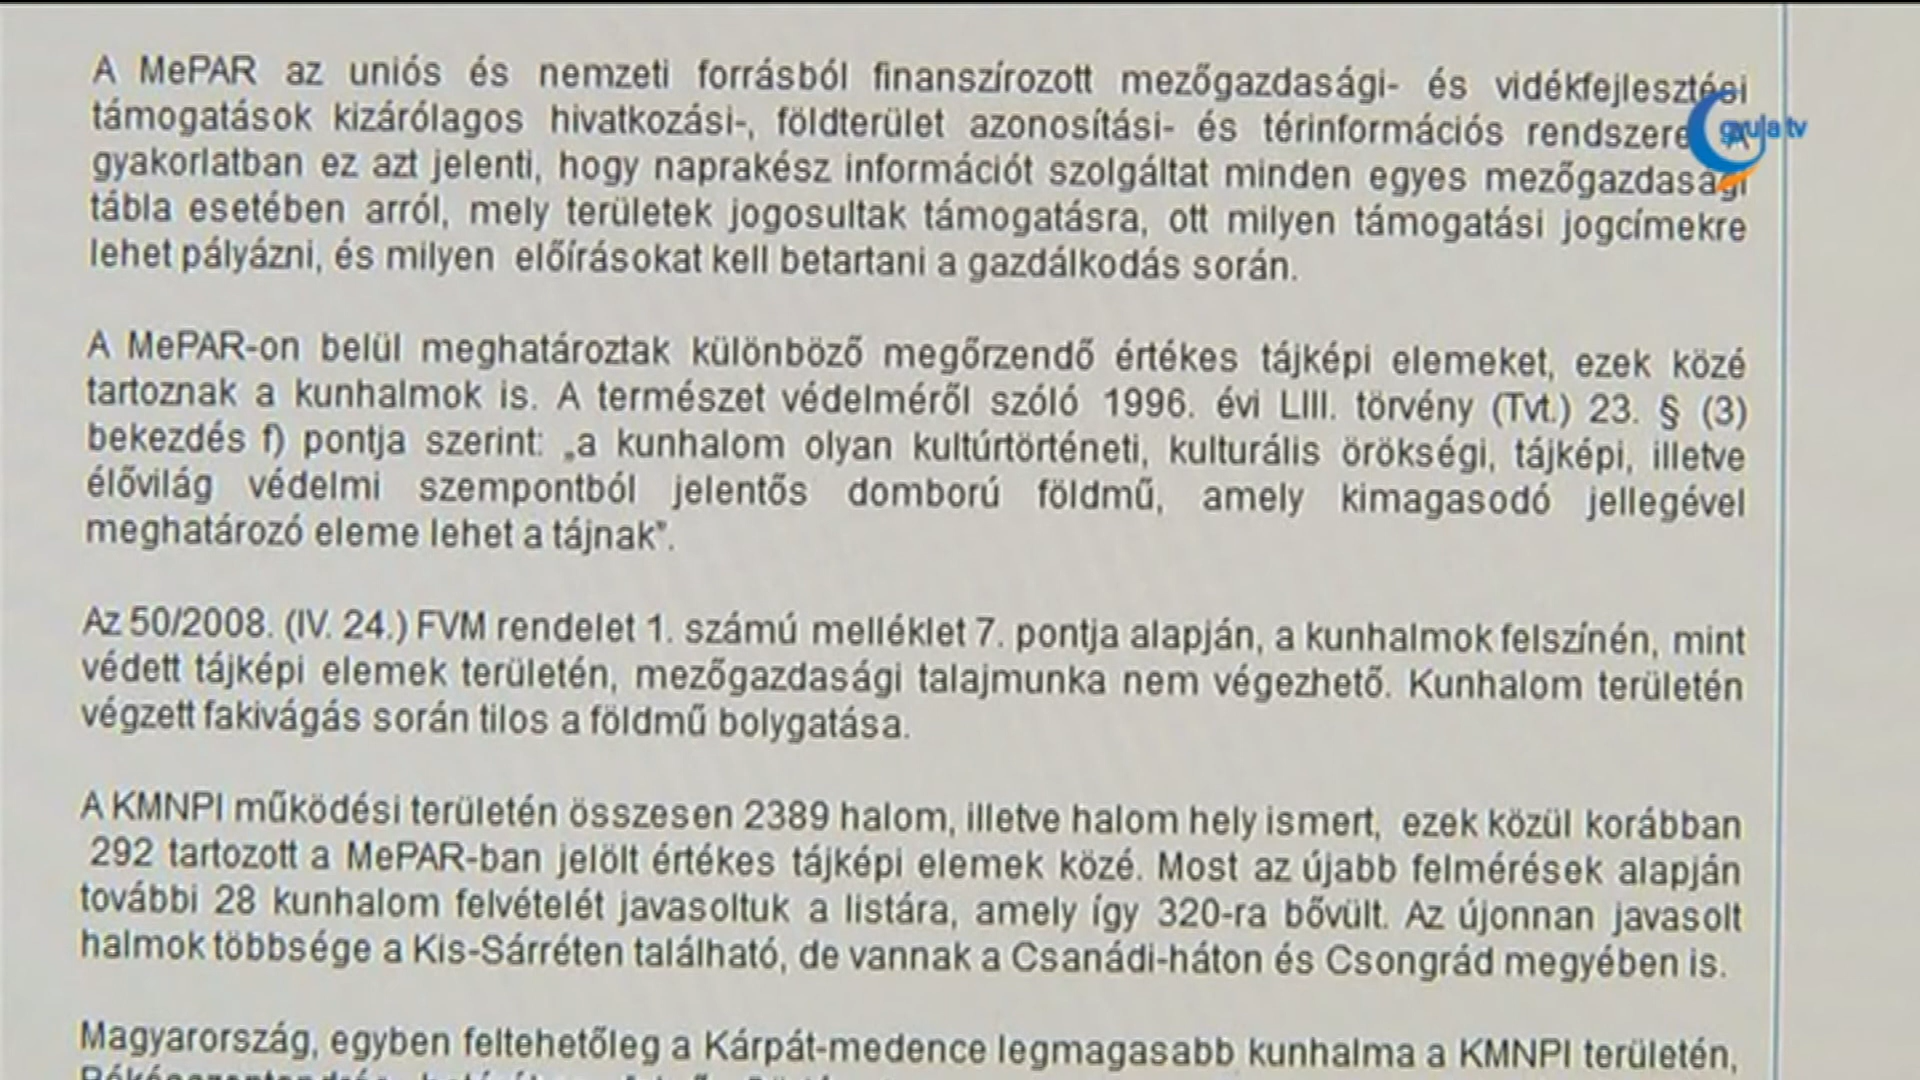 A MePAR az uniós és nemzeti forrásból finanszírozott mezőgazdasági- és vidékfejlesztési
támogatások kizárólagos hivatkozási-, földterület azonosítási- és térinformációs rendszere. A
gyakorlatban ez azt jelenti, hogy naprakész információt szolgáltat minden egyes mezőgazdasági
tábla esetében arról, mely területek jogosultak támogatásra, ott milyen támogatási jogcímekre
lehet pályázni, és milyen előírásokat kell betartani a gazdálkodás során.
A MePAR-on belül meghatároztak különböző megőrzendő értékes tájképi elemeket, ezek közé
tartoznak a kunhalmok is. A természet védelméről szóló 1996. évi LIII. törvény (Tvt.) 23. § (3)
bekezdés f) pontja szerint: „a kunhalom olyan kultúrtörténeti, kulturális örökségi, tájképi, illetve
élővilág védelmi szempontból jelentős domború földmű, amely kimagasodó jellegével
meghatározó eleme lehet a tájnak”.
Az 50/2008. (IV. 24.) FVM rendelet 1. számú melléklet 7. pontja alapján, a kunhalmok felszínén, mint
védett tájképi elemek területén, mezőgazdasági talajmunka nem végezhető. Kunhalom területén
végzett fakivágás során tilos a földmű bolygatása.
A KMNPI működési területén összesen 2389 halom, illetve halom hely ismert, ezek közül korábban
292 tartozott a MePAR-ban jelölt értékes tájképi elemek közé. Most az újabb felmérések alapján
további 28 kunhalom felvételét javasoltuk a listára, amely így 320-ra bővült. Az újonnan javasolt
halmok többsége a Kis-Sárréten található, de vannak a Csanádi-háton és Csongrád megyében is.
Magyarország, egyben feltehetőleg a Kárpát-medence legmagasabb kunhalma a KMNPI területén,
gyula tv